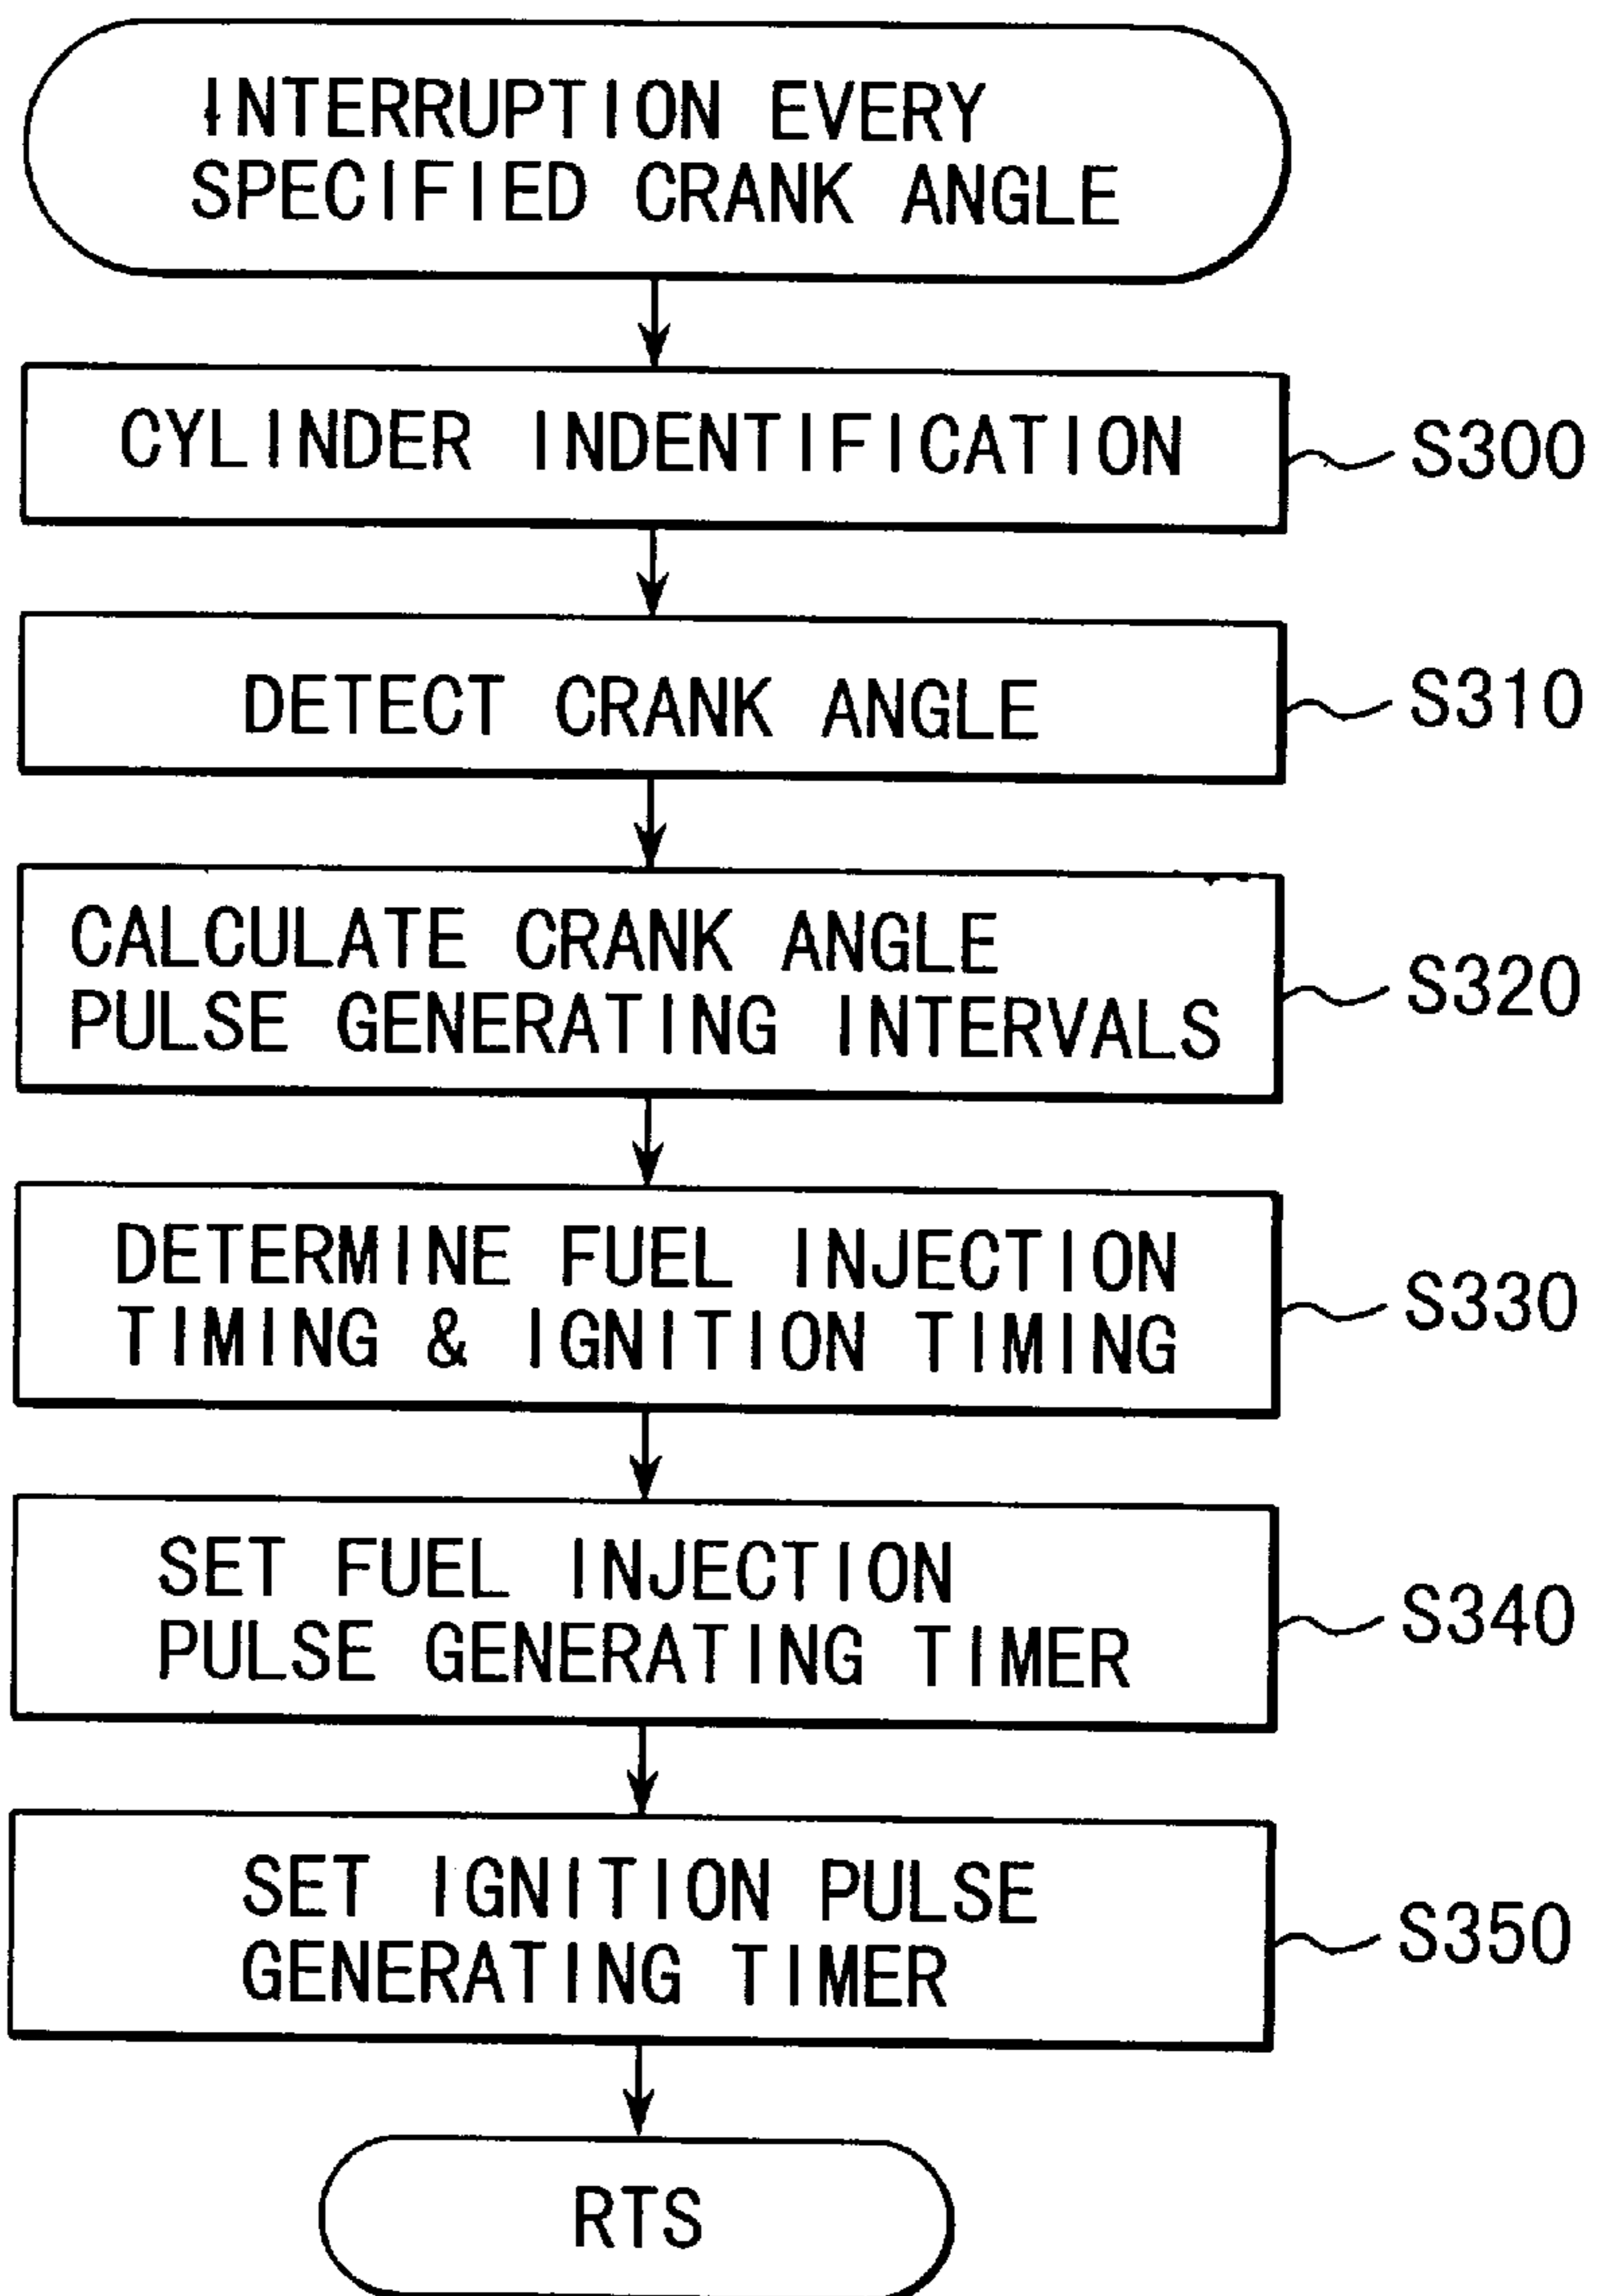 INTERRUPTION EVERY
SPECIFIED CRANK ANGLE
CYLINDER INDENTIFICATION
S300
DETECT CRANK ANGLE
S310
CALCULATE CRANK ANGLE
PULSE GENERATING INTERVALS
S320
DETERMINE FUEL INJECTION
TIMING & IGNITION TIMING
S330
SET FUEL INJECTION
PULSE GENERATING TIMER
S340
SET IGNITION PULSE
GENERATING TIMER
S350
RTS